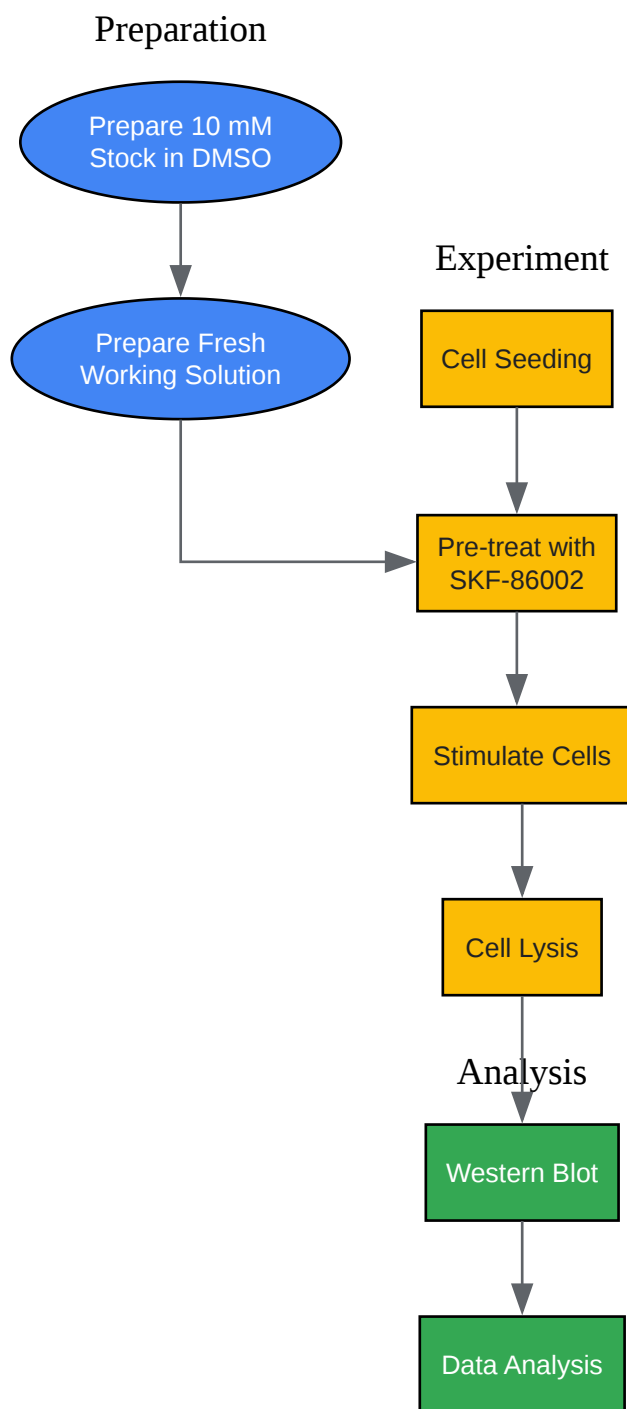 Preparation
Prepare 10 mM
Stock in DMSO
Prepare Fresh
Working Solution
Experiment
Cell Seeding
Pre-treat with
SKF-86002
Stimulate Cells
Cell Lysis
Analysis
Western Blot
Data Analysis